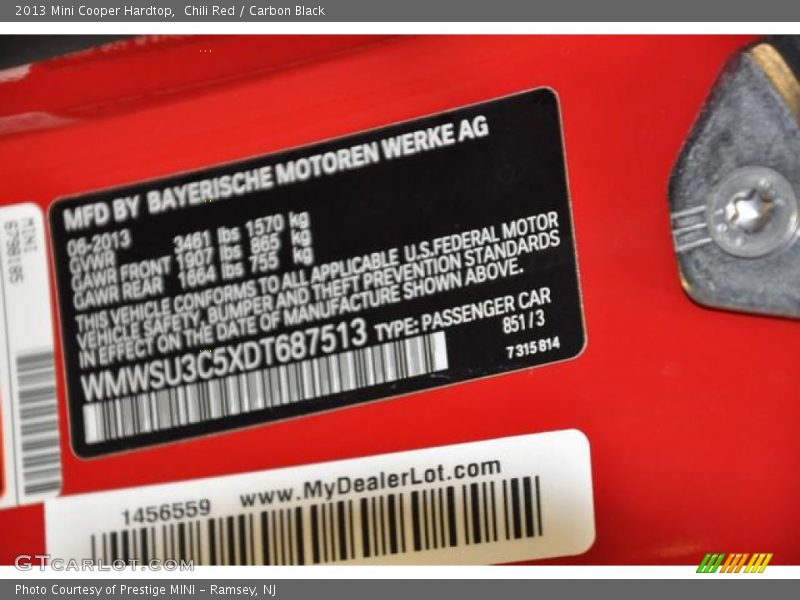 2013 Mini Cooper Hardtop,  Chili Red / Carbon Black
MFD BY BAYERISCHE MOTOREN WERKE AG
06-2013
GVWR 3461 lbs 1570 kg
GAWR FRONT 1907 lbs 865 kg
GAWR REAR 1664 lbs 755 kg
THIS VEHICLE CONFORMS TO ALL APPLICABLE U.S.FEDERAL MOTOR
VEHICLE SAFETY, BUMPER AND THEFT PREVENTION STANDARDS
IN EFFECT ON THE DATE OF MANUFACTURE SHOWN ABOVE.
WMWSU3C5XDT687513 TYPE: PASSENGER CAR
851/3
7 315 814
MINI
6798185
1456559 www.MyDealerLot.com
GTCARLOT.COM
Photo Courtesy of Prestige MINI - Ramsey, NJ